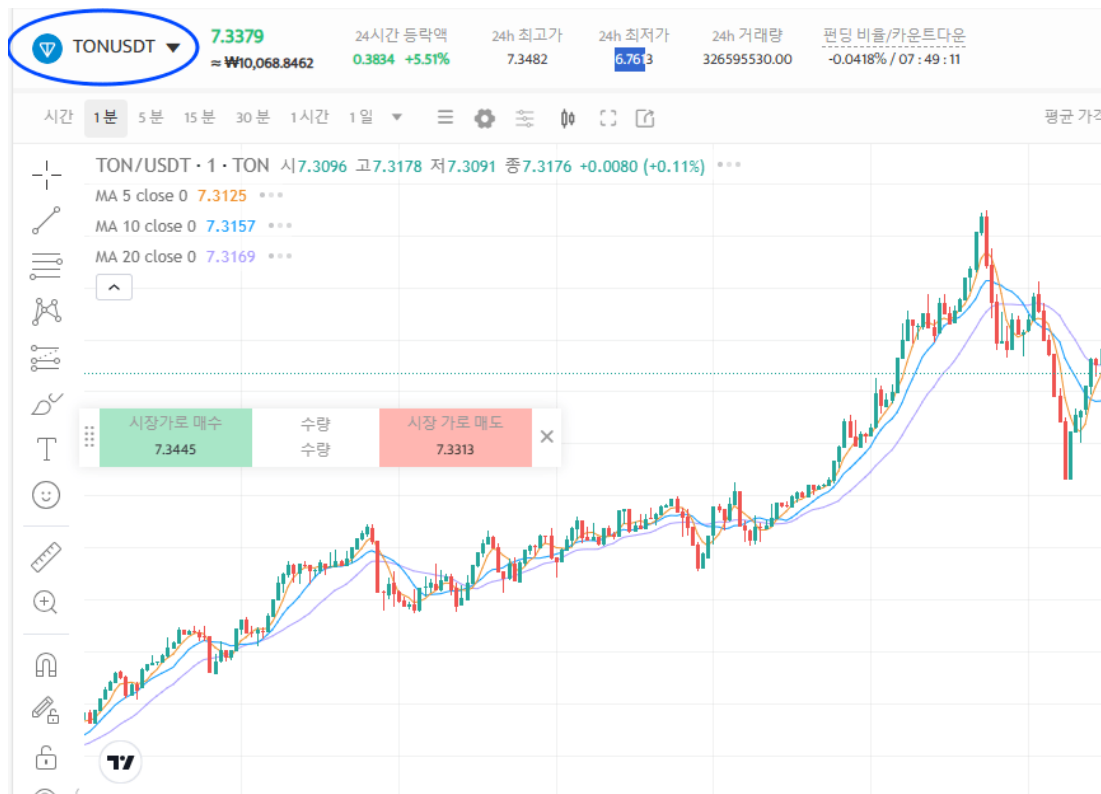 TONUSDT
7.3379
≈ ₩10,068.8462
24시간 등락액
0.3834 +5.51%
24h 최고가
7.3482
24h 최저가
6.7613
24h 거래량
326595530.00
펀딩 비율/카운트다운
-0.0418% / 07 : 49 : 11
시간 1분 5분 15분 30분 1시간 1일
평균 가격
TON/USDT · 1 · TON 시7.3096 고7.3178 저7.3091 종7.3176 +0.0080 (+0.11%)
MA 5 close 0 7.3125
MA 10 close 0 7.3157
MA 20 close 0 7.3169
시장가로 매수
7.3445
수량
수량
시장 가로 매도
7.3313